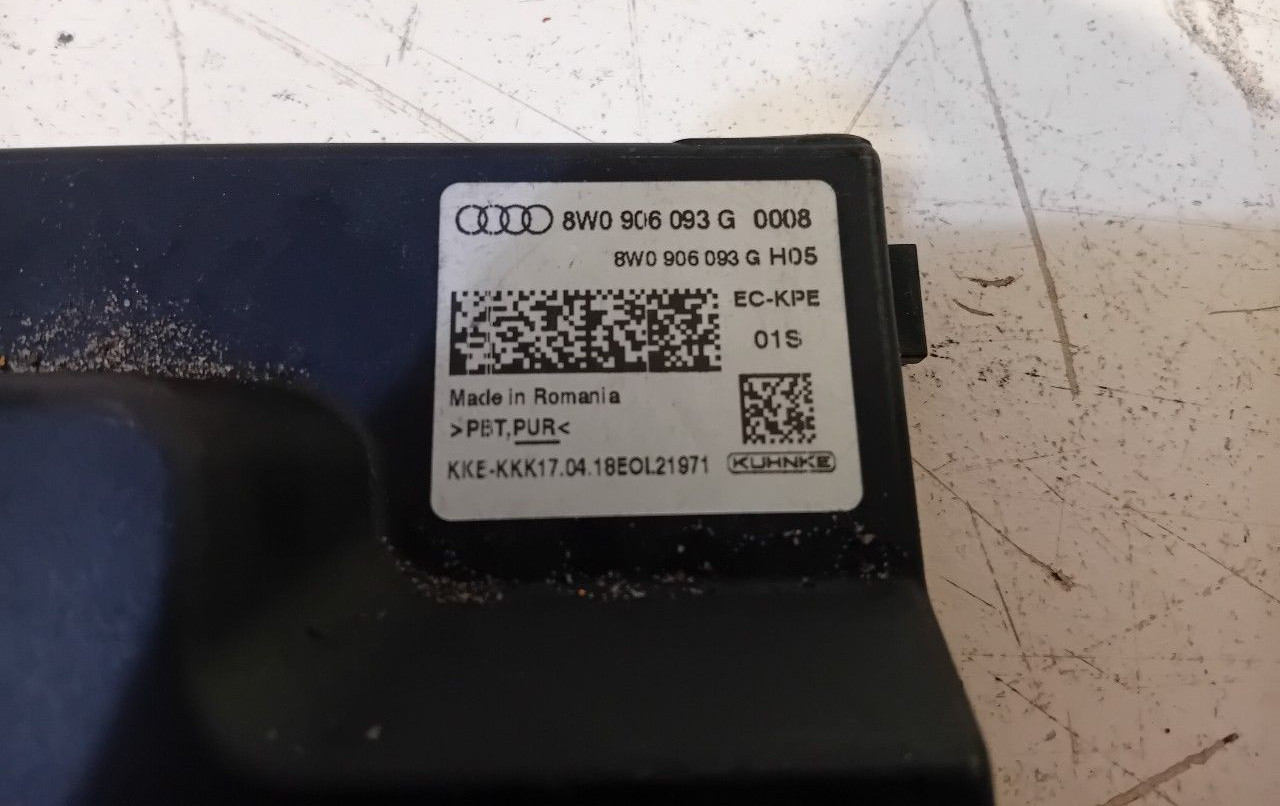 8W0 906 093 G 0008
8W0 906 093 G H05
EC-KPE
01S
Made in Romania
>PBT,PUR<
KKE-KKK17.04.18EOL21971
KUHNKE